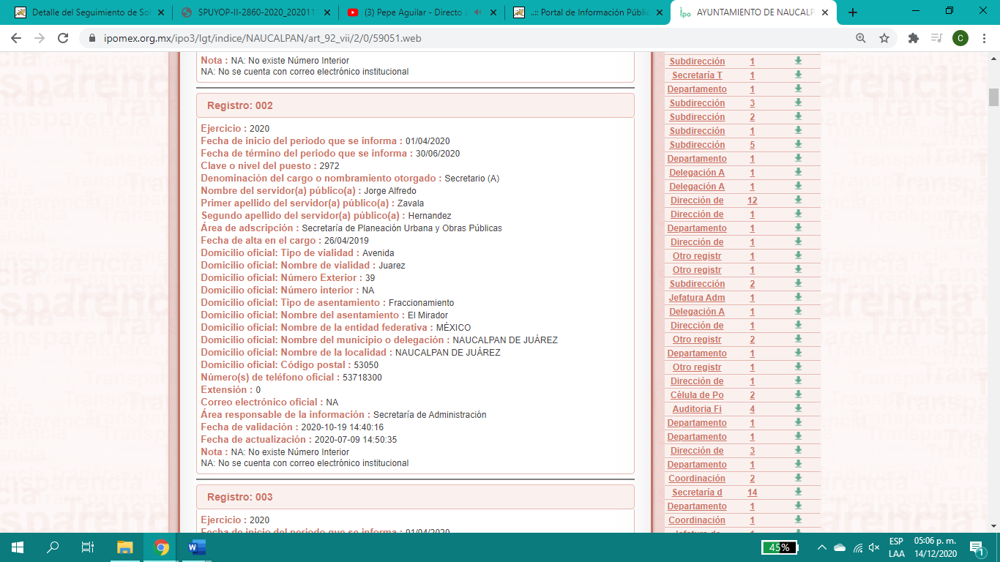 Detalle del Seguimiento de Soli
SPUYOP-II-2860-2020_202011
(3) Pepe Aguilar - Directo a
..:: Portal de Información Públic
AYUNTAMIENTO DE NAUCALP
ipomex.org.mx/ipo3/lgt/indice/NAUCALPAN/art_92_vii/2/0/59051.web
C
Nota : NA: No existe Número Interior
NA: No se cuenta con correo electrónico institucional
Registro: 002
Ejercicio : 2020
Fecha de inicio del periodo que se informa : 01/04/2020
Fecha de término del periodo que se informa : 30/06/2020
Clave o nivel del puesto : 2972
Denominación del cargo o nombramiento otorgado : Secretario (A)
Nombre del servidor(a) público(a) : Jorge Alfredo
Primer apellido del servidor(a) público(a) : Zavala
Segundo apellido del servidor(a) público(a) : Hernandez
Área de adscripción : Secretaría de Planeación Urbana y Obras Públicas
Fecha de alta en el cargo : 26/04/2019
Domicilio oficial: Tipo de vialidad : Avenida
Domicilio oficial: Nombre de vialidad : Juarez
Domicilio oficial: Número Exterior : 39
Domicilio oficial: Número interior : NA
Domicilio oficial: Tipo de asentamiento : Fraccionamiento
Domicilio oficial: Nombre del asentamiento : El Mirador
Domicilio oficial: Nombre de la entidad federativa : MÉXICO
Domicilio oficial: Nombre del municipio o delegación : NAUCALPAN DE JUÁREZ
Domicilio oficial: Nombre de la localidad : NAUCALPAN DE JUÁREZ
Domicilio oficial: Código postal : 53050
Número(s) de teléfono oficial : 53718300
Extensión : 0
Correo electrónico oficial : NA
Área responsable de la información : Secretaría de Administración
Fecha de validación : 2020-10-19 14:40:16
Fecha de actualización : 2020-07-09 14:50:35
Nota : NA: No existe Número Interior
NA: No se cuenta con correo electrónico institucional
Registro: 003
Ejercicio : 2020
Fecha de inicio del periodo que se informa : 01/04/2020
Subdirección 1
Secretaría T 1
Departamento 1
Subdirección 3
Subdirección 2
Subdirección 1
Subdirección 5
Departamento 1
Delegación A 1
Delegación A 1
Dirección de 12
Dirección de 1
Departamento 1
Dirección de 1
Otro registr 1
Otro registr 1
Subdirección 2
Jefatura Adm 1
Delegación A 1
Dirección de 1
Otro registr 2
Departamento 1
Otro registr 1
Dirección de 1
Célula de Po 2
Auditoria Fi 4
Departamento 1
Departamento 1
Dirección de 3
Departamento 1
Coordinación 2
Secretaría d 14
Departamento 1
Coordinación 1
45%
ESP
LAA
05:06 p. m.
14/12/2020
1